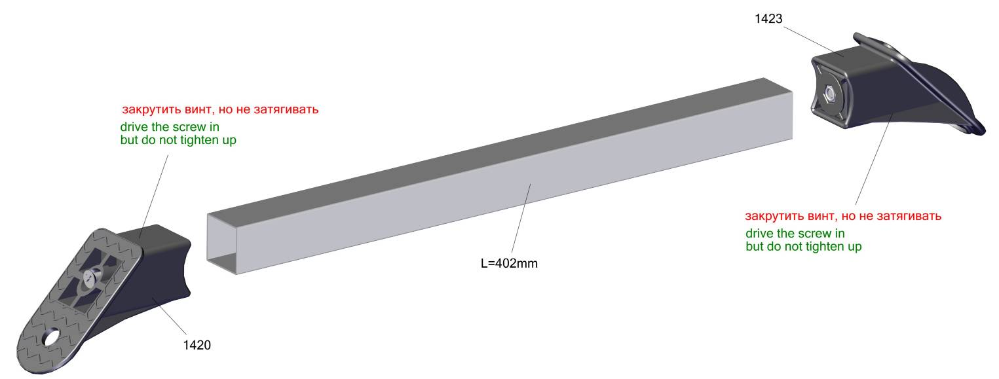 1423
закрутить винт, но не затягивать
drive the screw in
but do not tighten up
закрутить винт, но не затягивать
drive the screw in
but do not tighten up
L=402mm
1420